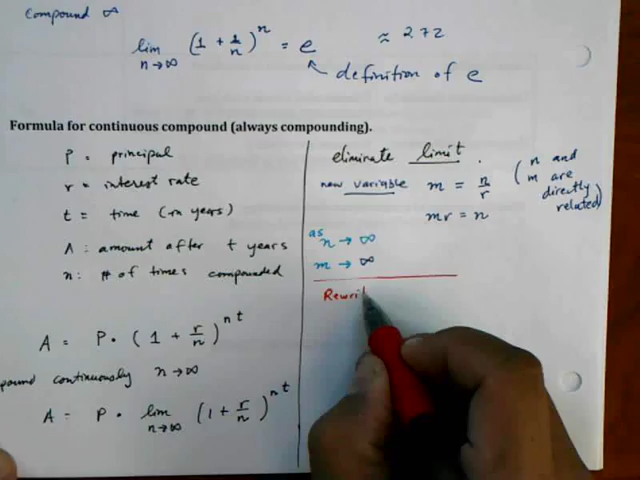 Compound ∞
lim n→∞ (1 + 1/n)^n = e ≈ 2.72
definition of e
Formula for continuous compound (always compounding).
P = principal
r = interest rate
t = time (in years)
A : amount after t years
n : # of times compounded
A = P · (1 + r/n)^nt
pound continuously n→∞
A = P · lim n→∞ (1 + r/n)^nt
eliminate limit.
new variable m = n/r
(n and
m are
directly
related)
mr = n
as
n → ∞
m → ∞
Rewri